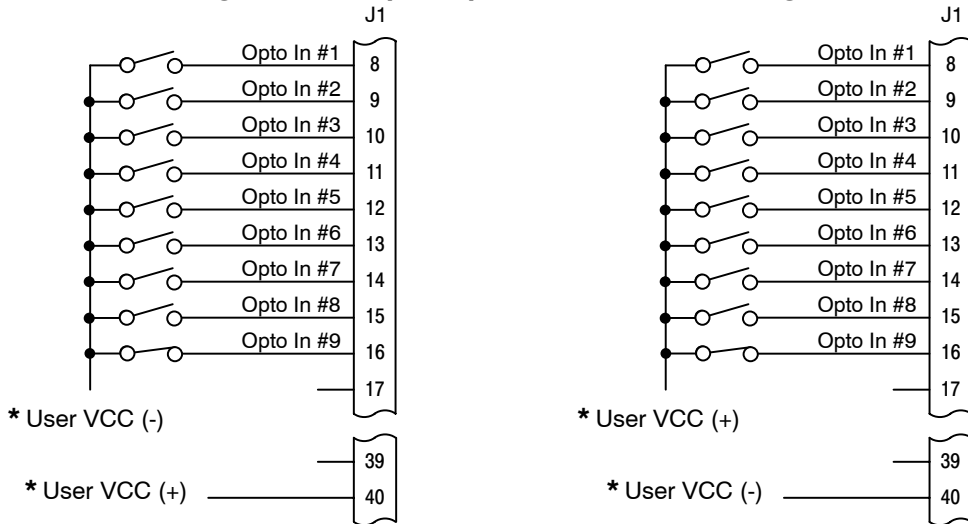 J1
Opto In #1 8
Opto In #2 9
Opto In #3 10
Opto In #4 11
Opto In #5 12
Opto In #6 13
Opto In #7 14
Opto In #8 15
Opto In #9 16
17
* User VCC (-)
39
* User VCC (+) 40
J1
Opto In #1 8
Opto In #2 9
Opto In #3 10
Opto In #4 11
Opto In #5 12
Opto In #6 13
Opto In #7 14
Opto In #8 15
Opto In #9 16
17
* User VCC (+)
39
* User VCC (-) 40